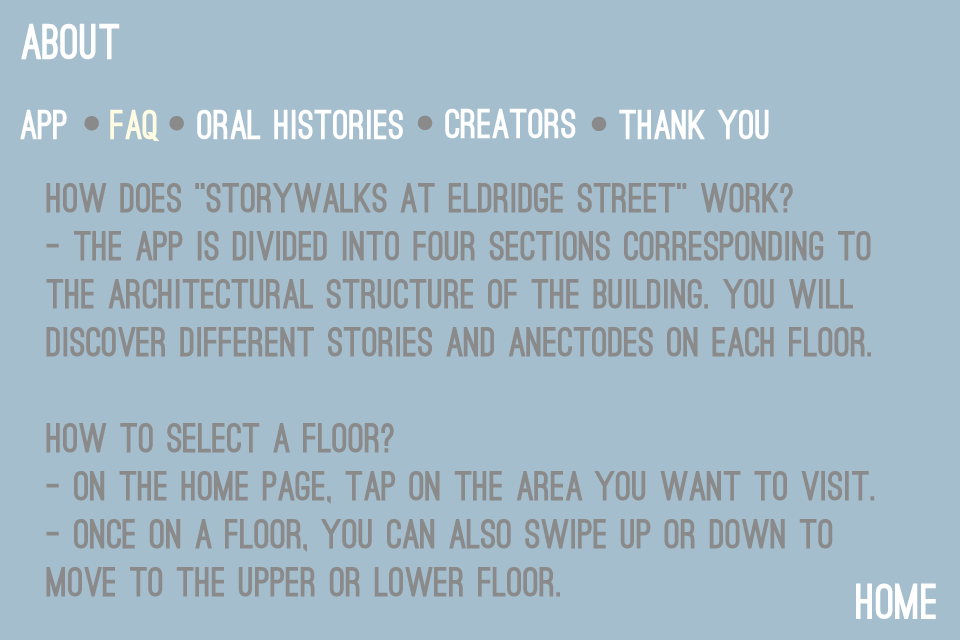 ABOUT
APP • FAQ • ORAL HISTORIES • CREATORS • THANK YOU
HOW DOES "STORYWALKS AT ELDRIDGE STREET" WORK?
- THE APP IS DIVIDED INTO FOUR SECTIONS CORRESPONDING TO
THE ARCHITECTURAL STRUCTURE OF THE BUILDING. YOU WILL
DISCOVER DIFFERENT STORIES AND ANECTODES ON EACH FLOOR.
HOW TO SELECT A FLOOR?
- ON THE HOME PAGE, TAP ON THE AREA YOU WANT TO VISIT.
- ONCE ON A FLOOR, YOU CAN ALSO SWIPE UP OR DOWN TO
MOVE TO THE UPPER OR LOWER FLOOR.
HOME